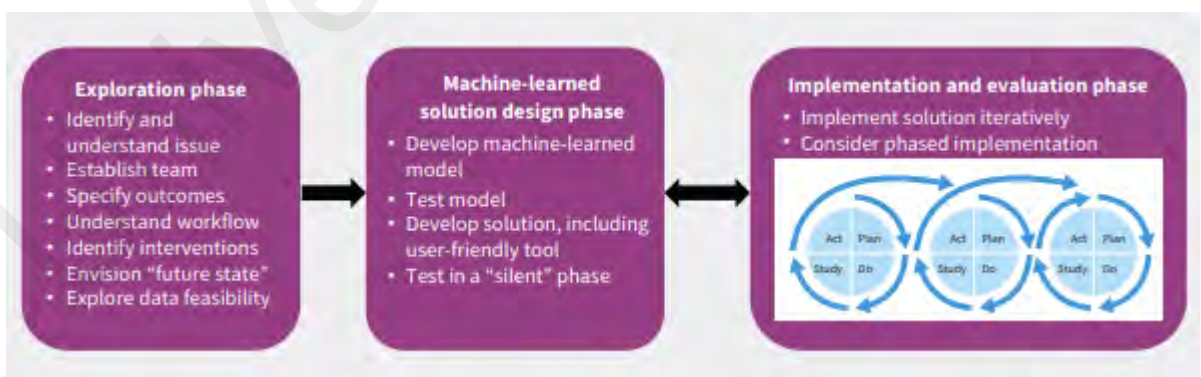 Exploration phase
• Identify and
understand issue
• Establish team
• Specify outcomes
• Understand workflow
• Identify interventions
• Envision “future state”
• Explore data feasibility
Machine-learned
solution design phase
• Develop machine-learned
model
• Test model
• Develop solution, including
user-friendly tool
• Test in a “silent” phase
Implementation and evaluation phase
• Implement solution iteratively
• Consider phased implementation
Act Plan
Study Do
Act Plan
Study Do
Act Plan
Study Do